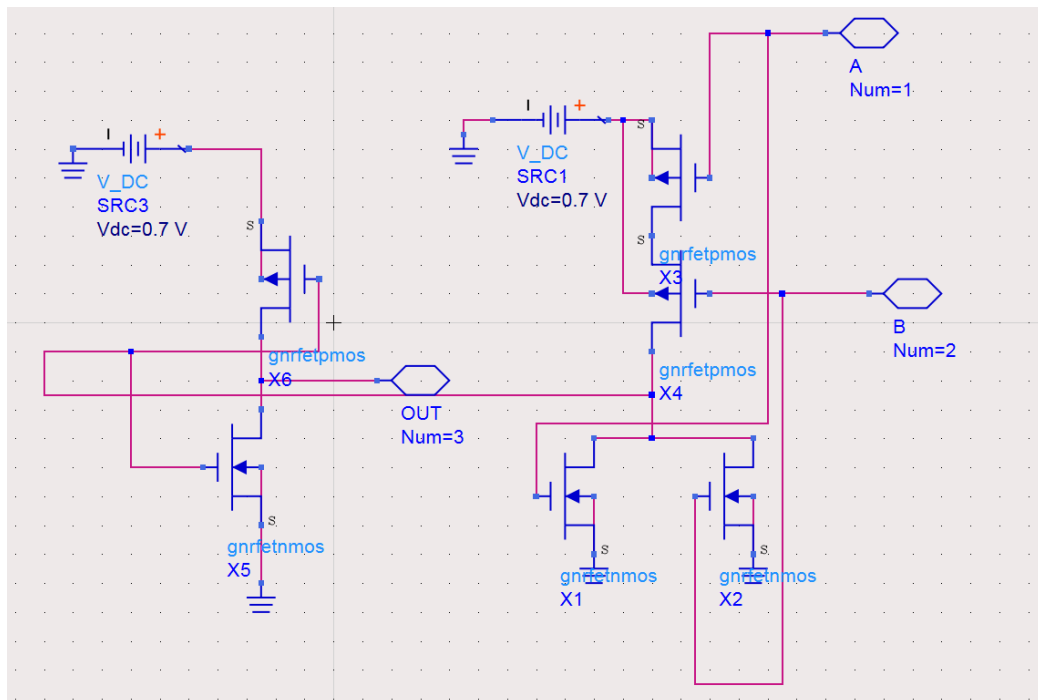 A
Num=1
V_DC
SRC3
Vdc=0.7 V
V_DC
SRC1
Vdc=0.7 V
S
S
S
gnrfetpmos
X3
B
Num=2
gnrfetpmos
X6
gnrfetpmos
X4
OUT
Num=3
S
gnrfetnmos
X5
S
gnrfetnmos
X1
S
gnrfetnmos
X2